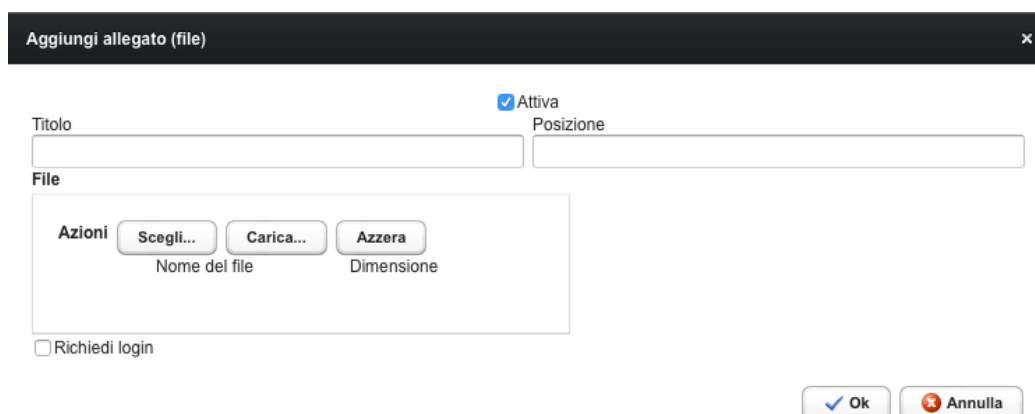 Aggiungi allegato (file)
Attiva
Titolo Posizione
File
Azioni Scegli... Carica... Azzera
Nome del file Dimensione
Richiedi login
Ok Annulla